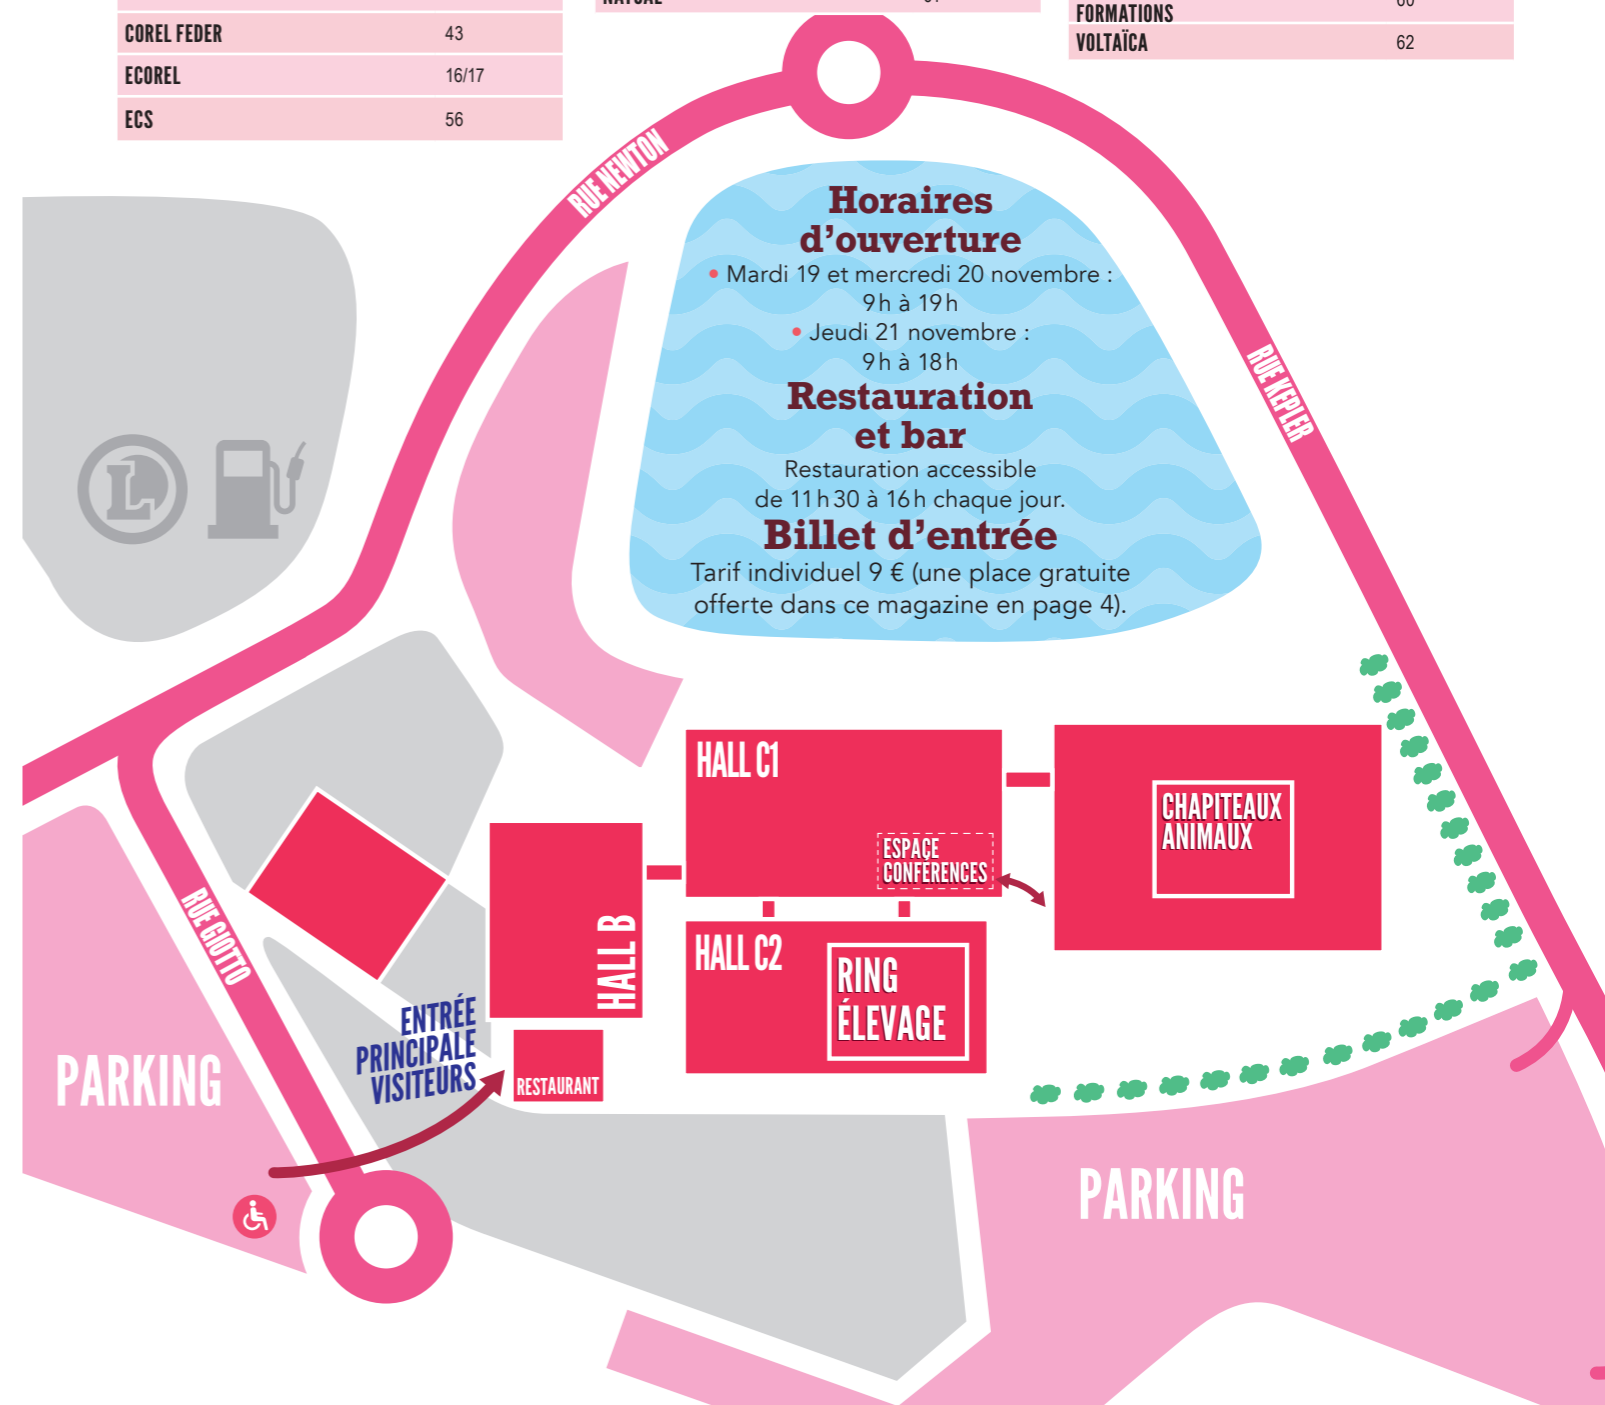 COREL FEDER 43
ECOREL 16/17
ECS 56
FORMATIONS 60
VOLTAÏCA 62
RUE NEWTON
Horaires
d'ouverture
• Mardi 19 et mercredi 20 novembre :
9h à 19h
• Jeudi 21 novembre :
9h à 18h
Restauration
et bar
Restauration accessible
de 11h30 à 16h chaque jour.
Billet d'entrée
Tarif individuel 9 € (une place gratuite
offerte dans ce magazine en page 4).
RUE KEPLER
L
HALL C1
ESPACE
CONFÉRENCES
CHAPITEAUX
ANIMAUX
HALL B
HALL C2
RING
ÉLEVAGE
RUE GIOTTO
ENTRÉE
PRINCIPALE
VISITEURS
RESTAURANT
PARKING
PARKING